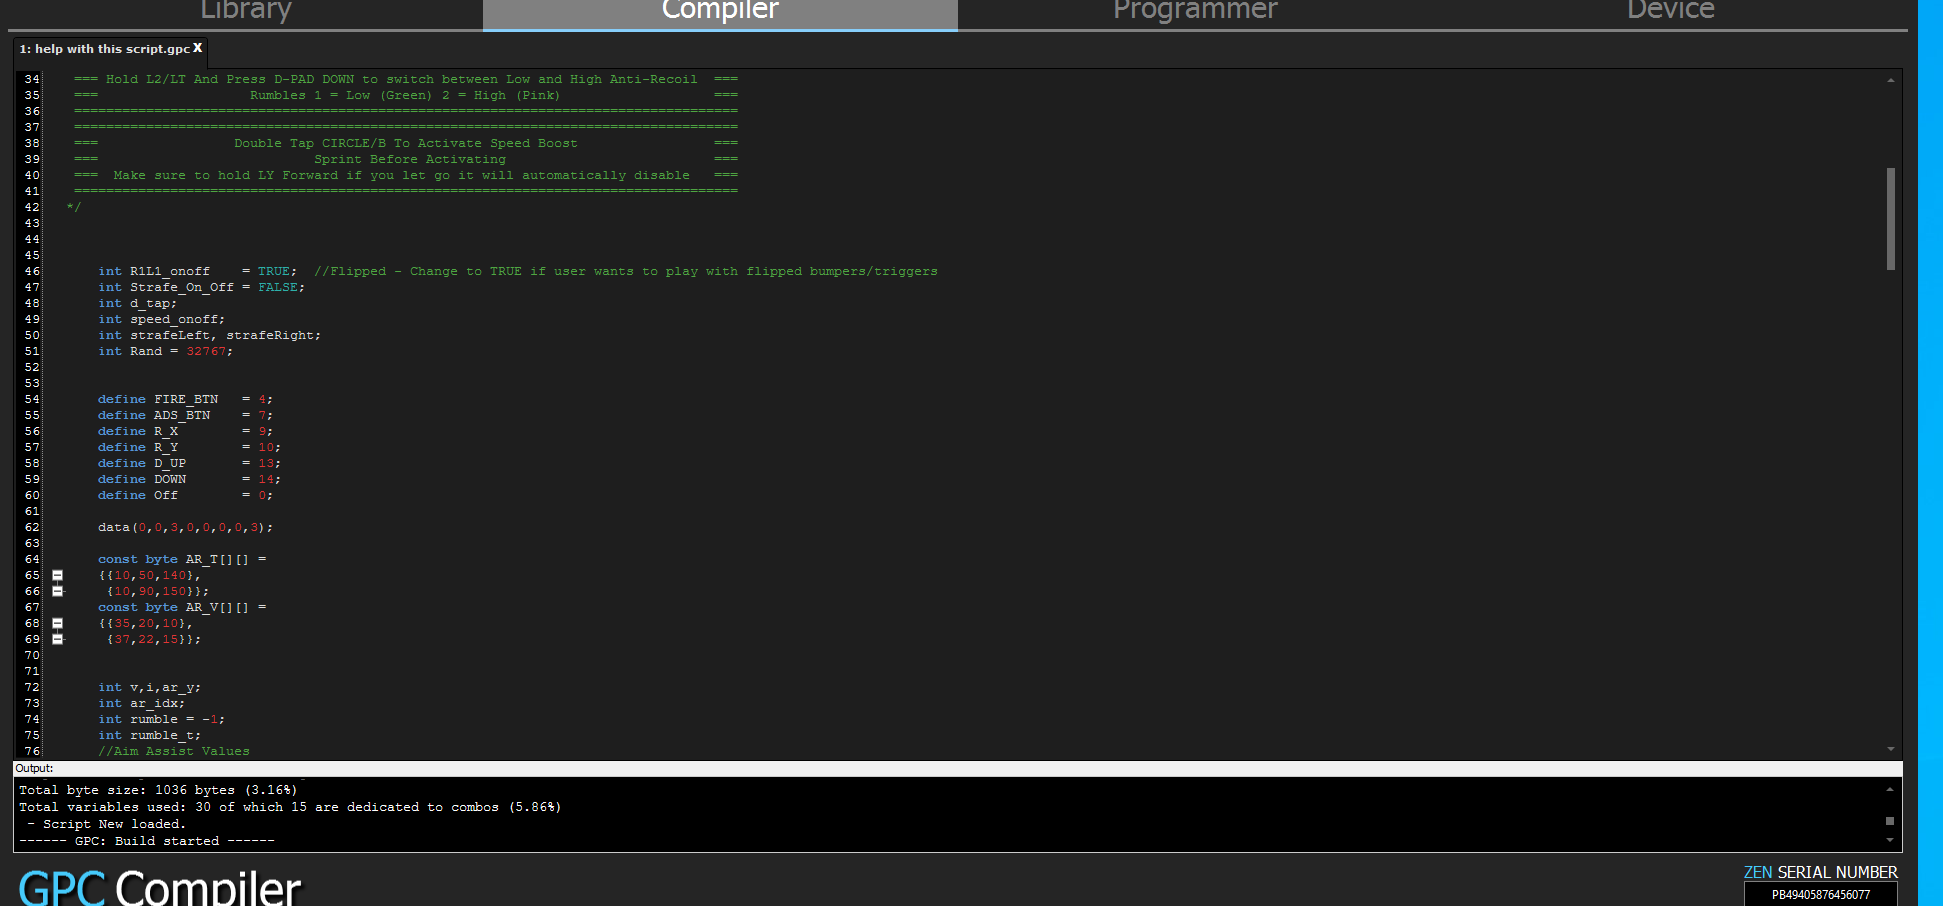 Library Compiler Programmer Device
1: help with this script.gpc X
34 === Hold L2/LT And Press D-PAD DOWN to switch between Low and High Anti-Recoil ===
35 === Rumbles 1 = Low (Green) 2 = High (Pink) ===
36 ===================================================================================
37 ===================================================================================
38 === Double Tap CIRCLE/B To Activate Speed Boost ===
39 === Sprint Before Activating ===
40 === Make sure to hold LY Forward if you let go it will automatically disable ===
41 ===================================================================================
42 */
43
44
45
46 int R1L1_onoff = TRUE; //Flipped - Change to TRUE if user wants to play with flipped bumpers/triggers
47 int Strafe_On_Off = FALSE;
48 int d_tap;
49 int speed_onoff;
50 int strafeLeft, strafeRight;
51 int Rand = 32767;
52
53
54 define FIRE_BTN = 4;
55 define ADS_BTN = 7;
56 define R_X = 9;
57 define R_Y = 10;
58 define D_UP = 13;
59 define DOWN = 14;
60 define Off = 0;
61
62 data(0,0,3,0,0,0,0,3);
63
64 const byte AR_T[][] =
65 {{10,50,140},
66 {10,90,150}};
67 const byte AR_V[][] =
68 {{35,20,10},
69 {37,22,15}};
70
71
72 int v,i,ar_y;
73 int ar_idx;
74 int rumble = -1;
75 int rumble_t;
76 //Aim Assist Values
Output:
Total byte size: 1036 bytes (3.16%)
Total variables used: 30 of which 15 are dedicated to combos (5.86%)
- Script New loaded.
------ GPC: Build started ------
GPC Compiler
ZEN SERIAL NUMBER
PB49405876456077